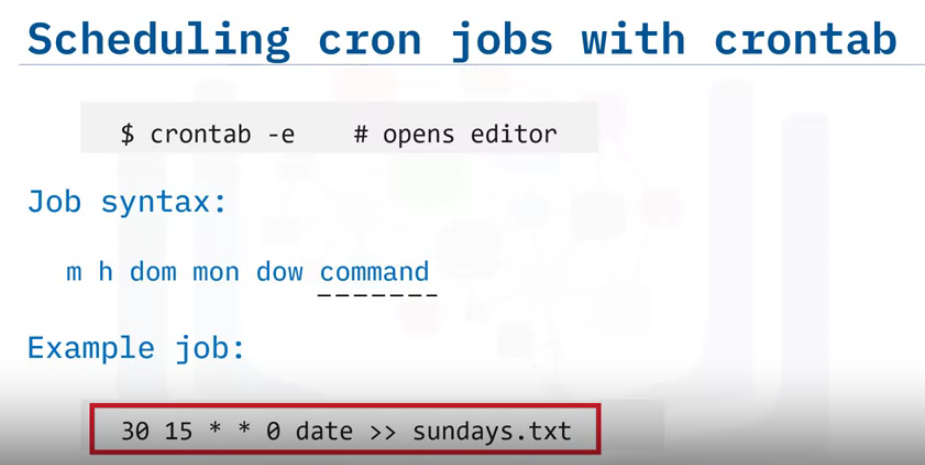 Scheduling cron jobs with crontab
$ crontab -e    # opens editor
Job syntax:
m h dom mon dow command
Example job:
30 15 * * 0 date >> sundays.txt